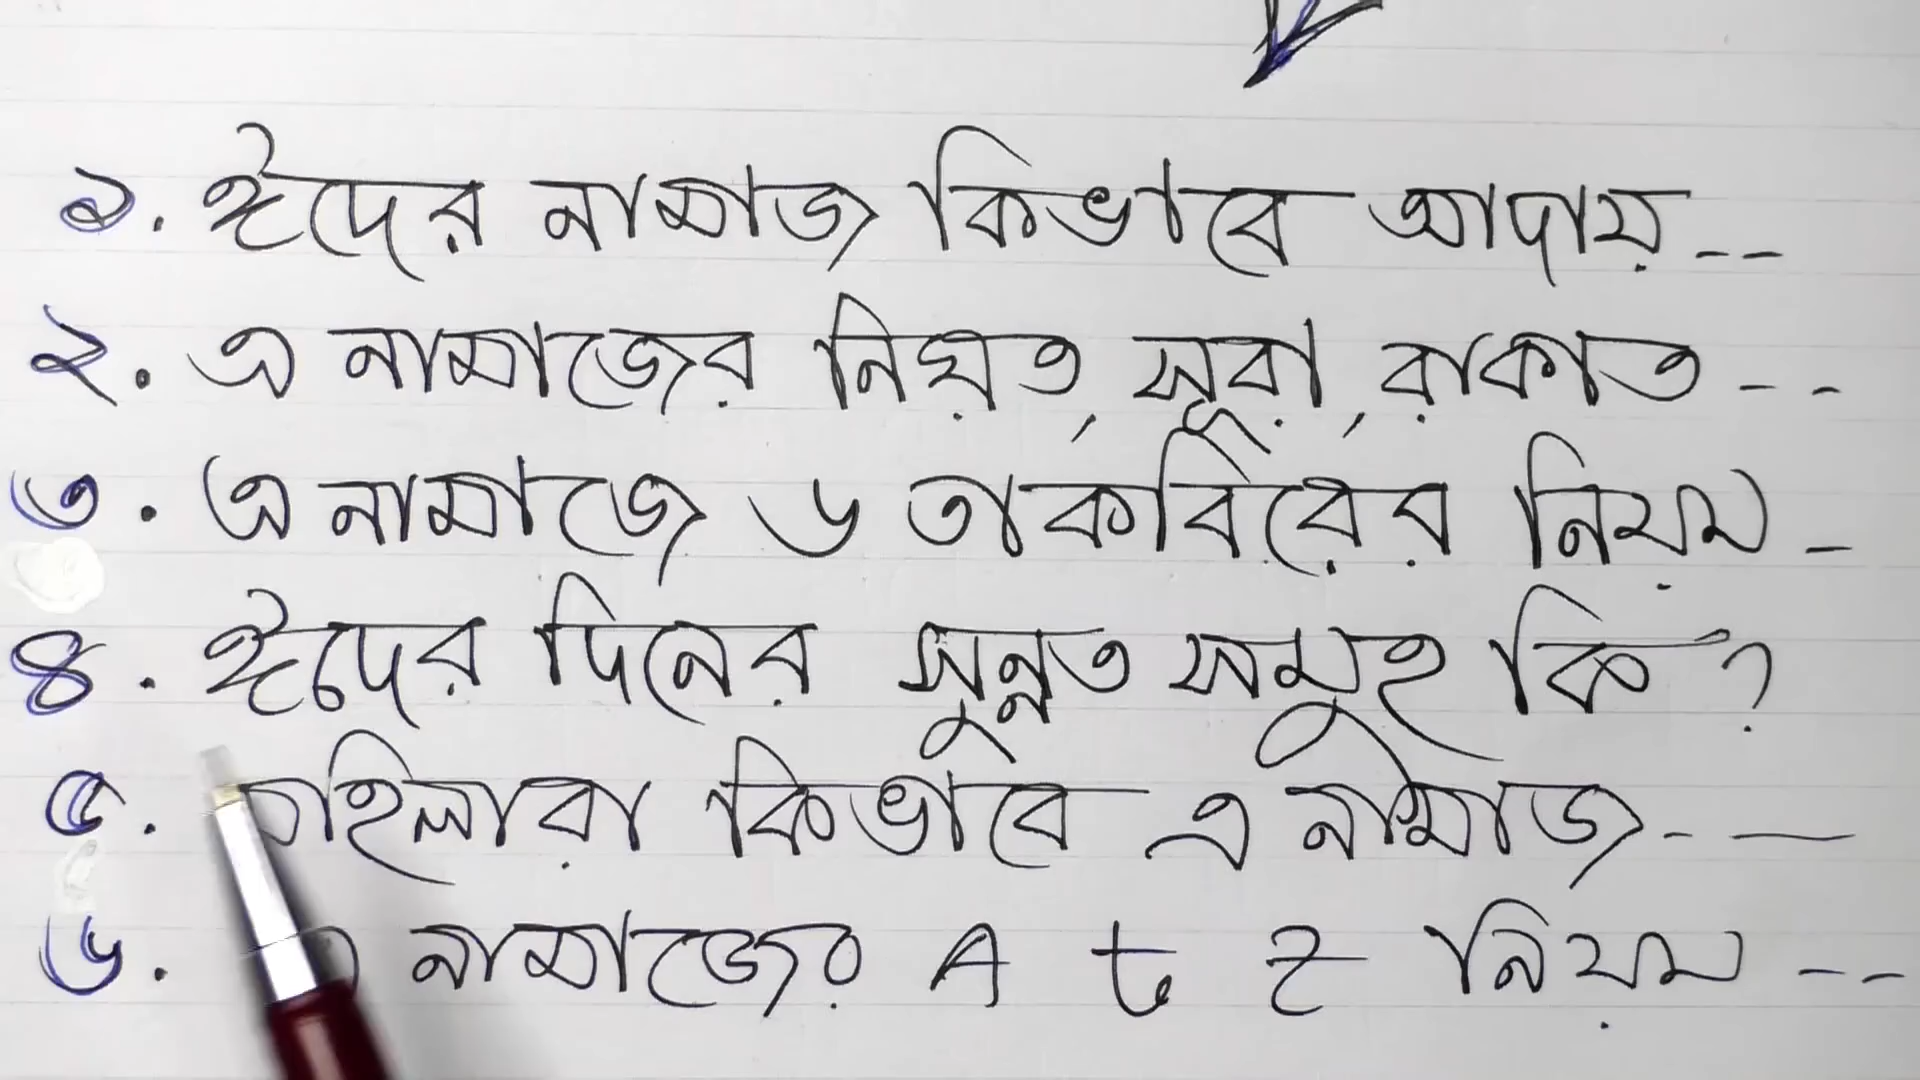 ১. ঈদের নামাজ কিভাবে আদায়--
২. এ নামাজের নিয়ত, সূরা, রাকাত--
৩. এ নামাজে ৬ তাকবিরের নিয়ম-
৪. ঈদের দিনের সুন্নত সমুহ কি?
৫. মহিলারা কিভাবে এ নামাজ-—
৬. নামাজের A to Z নিয়ম--